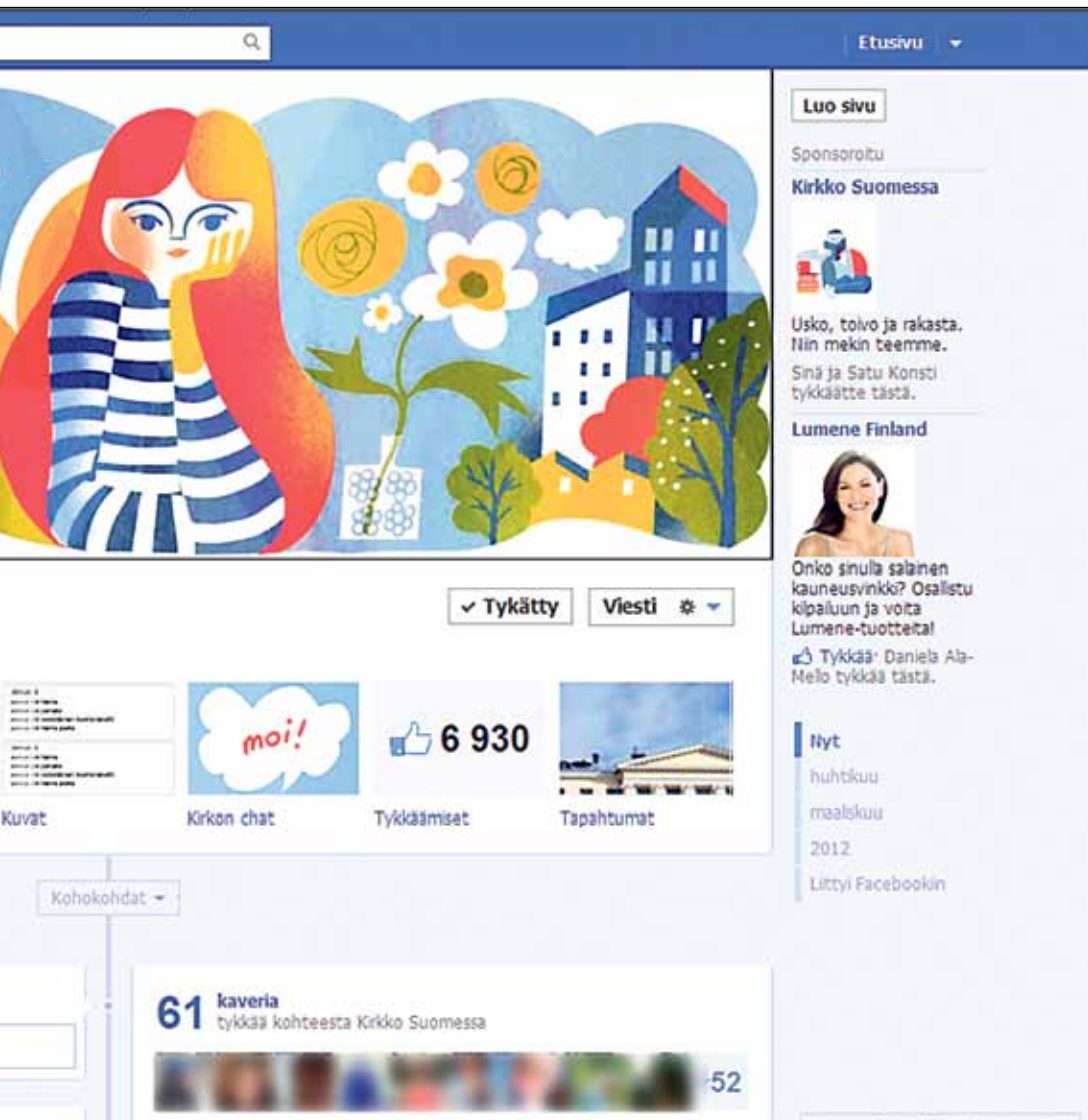 Etusivu
Luo sivu
Sponsoroitu
Kirkko Suomessa
Usko, toivo ja rakasta.
Niin mekin teemme.
Sinä ja Satu Konsti
tykkäätte tästä.
Lumene Finland
Onko sinulla salainen
kauneusvinkki? Osallistu
kilpailuun ja voita
Lumene-tuotteita!
Tykkää · Daniela Ala-
Mello tykkää tästä.
Tykätty
Viesti
moi!
6 930
Kuvat
Kirkon chat
Tykkäämiset
Tapahtumat
Nyt
huhtikuu
maaliskuu
2012
Liittyi Facebookiin
Kohokohdat
61 kaveria
tykkää kohteesta Kirkko Suomessa
52